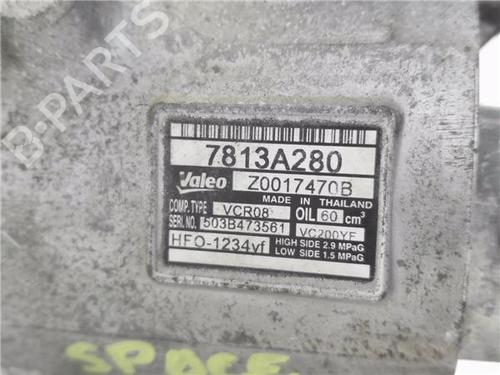 B-PARTS
7813A280
Valeo Z0017470B
MADE IN THAILAND
COMP.TYPE VCR08 OIL 60 cm³
SERI.NO. 503B473561 VC200YF
HFO-1234yf HIGH SIDE 2.9 MPaG
LOW SIDE 1.5 MPaG
SPACE